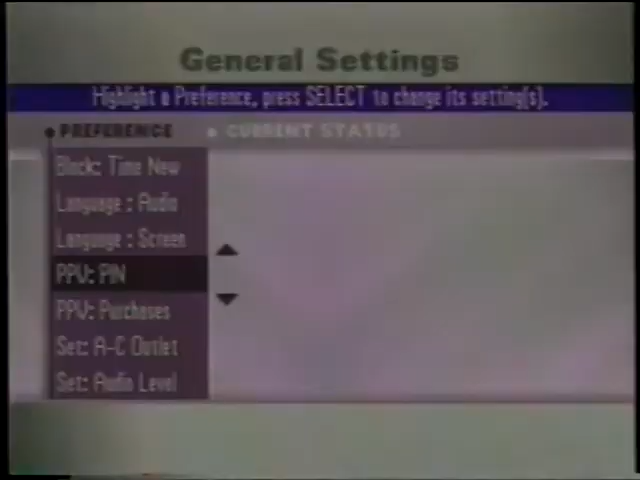 General Settings
Highlight a Preference, press SELECT to change its setting(s).
PREFERENCE CURRENT STATUS
Block: Time New
Language : Audio
Language : Screen
PPV: PIN
PPV: Purchases
Set: A-C Outlet
Set: Audio Level